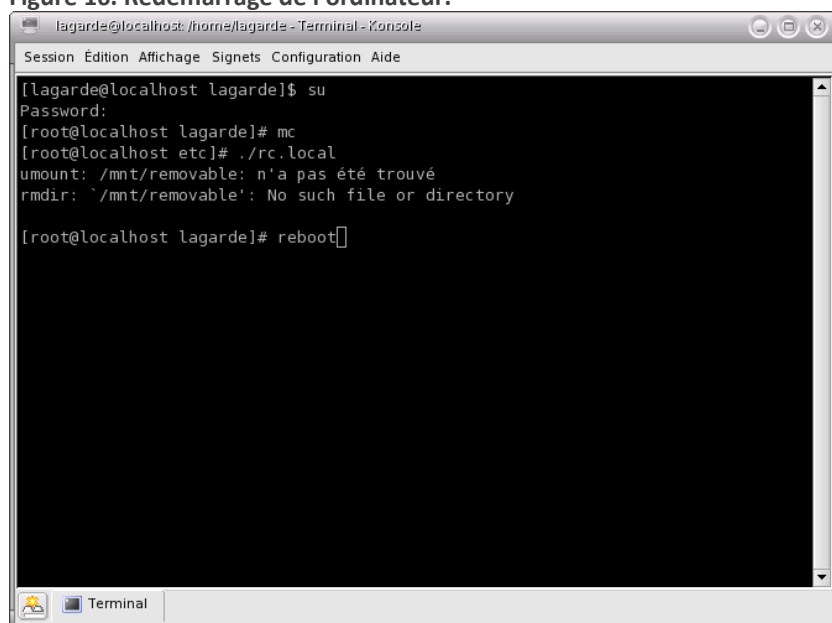 Figure 10. Redémarrage de l'ordinateur.
lagarde@localhost: /home/lagarde - Terminal - Konsole
Session Édition Affichage Signets Configuration Aide
[lagarde@localhost lagarde]$ su
Password:
[root@localhost lagarde]# mc
[root@localhost etc]# ./rc.local
umount: /mnt/removable: n'a pas été trouvé
rmdir: `/mnt/removable': No such file or directory
[root@localhost lagarde]# reboot
Terminal